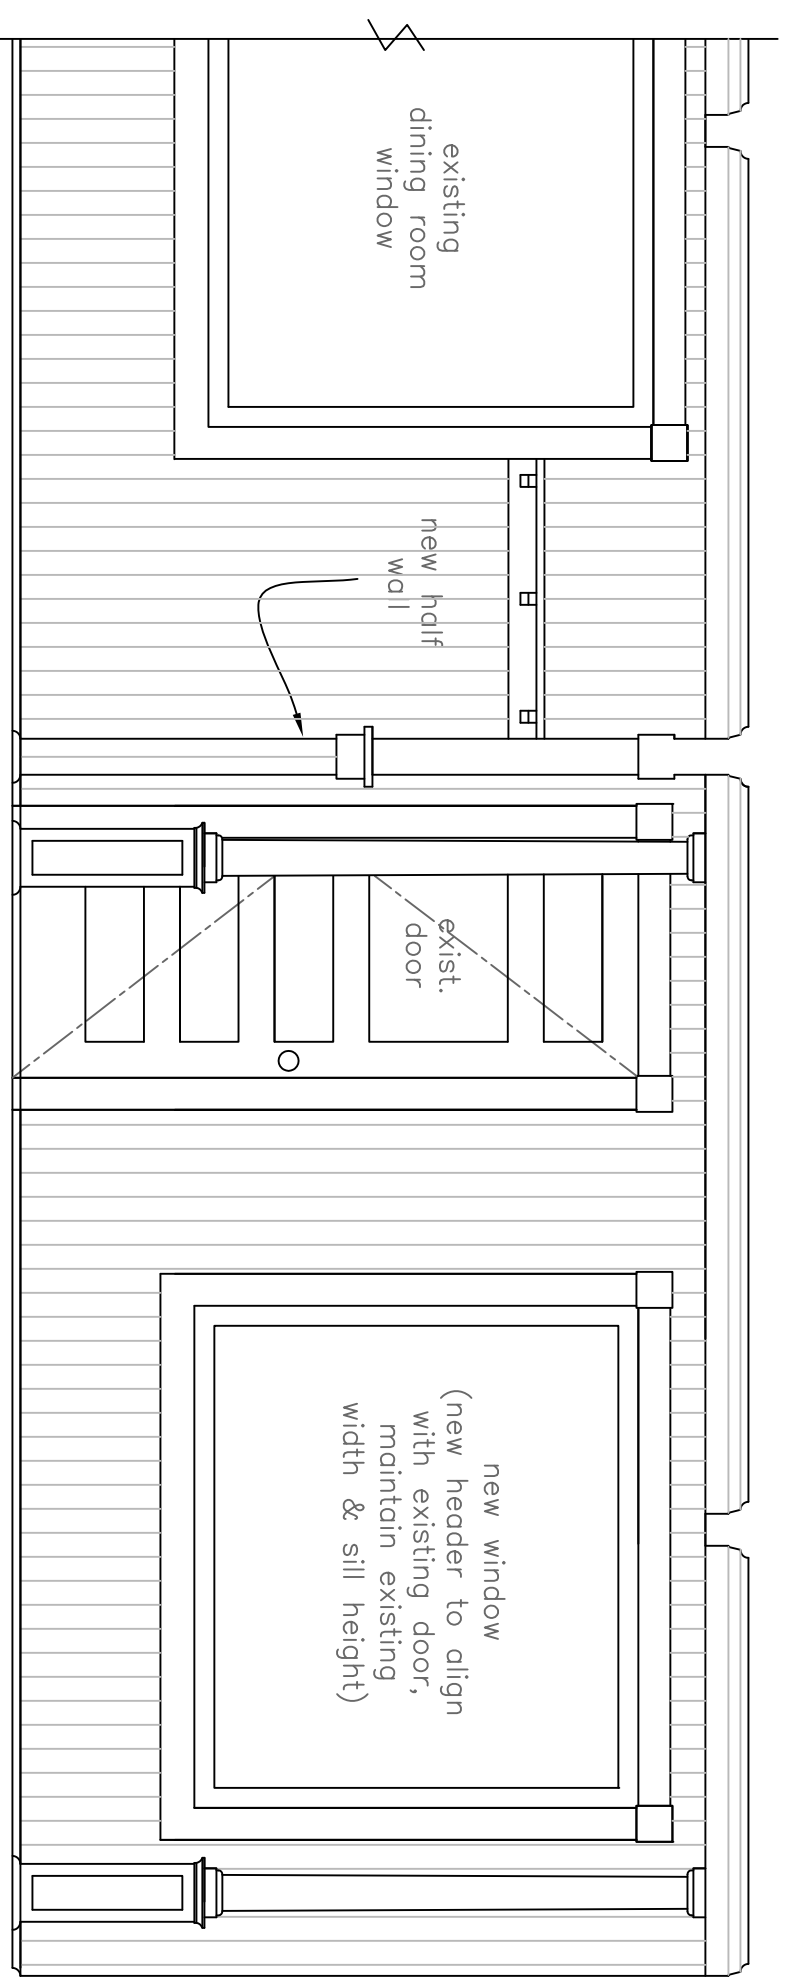 existing
dining room
window
new half
wall
exist.
door
new window
(new header to align
with existing door,
maintain existing
width & sill height)